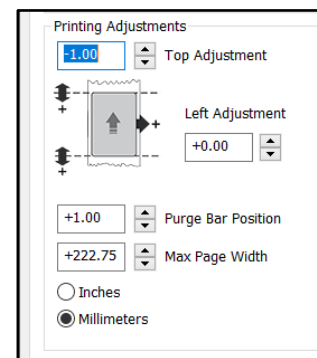 Printing Adjustments
-1.00 Top Adjustment
+
+
Left Adjustment
+0.00
+
+1.00 Purge Bar Position
+222.75 Max Page Width
Inches
Millimeters